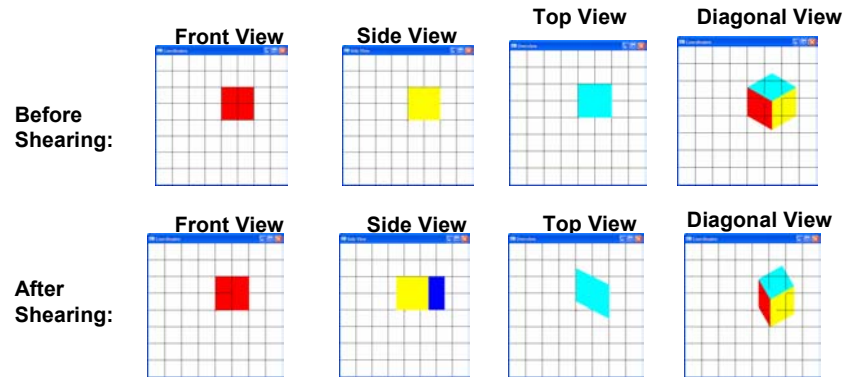 Front View
Side View
Top View
Diagonal View
Before
Shearing:
Front View
Side View
Top View
Diagonal View
After
Shearing: